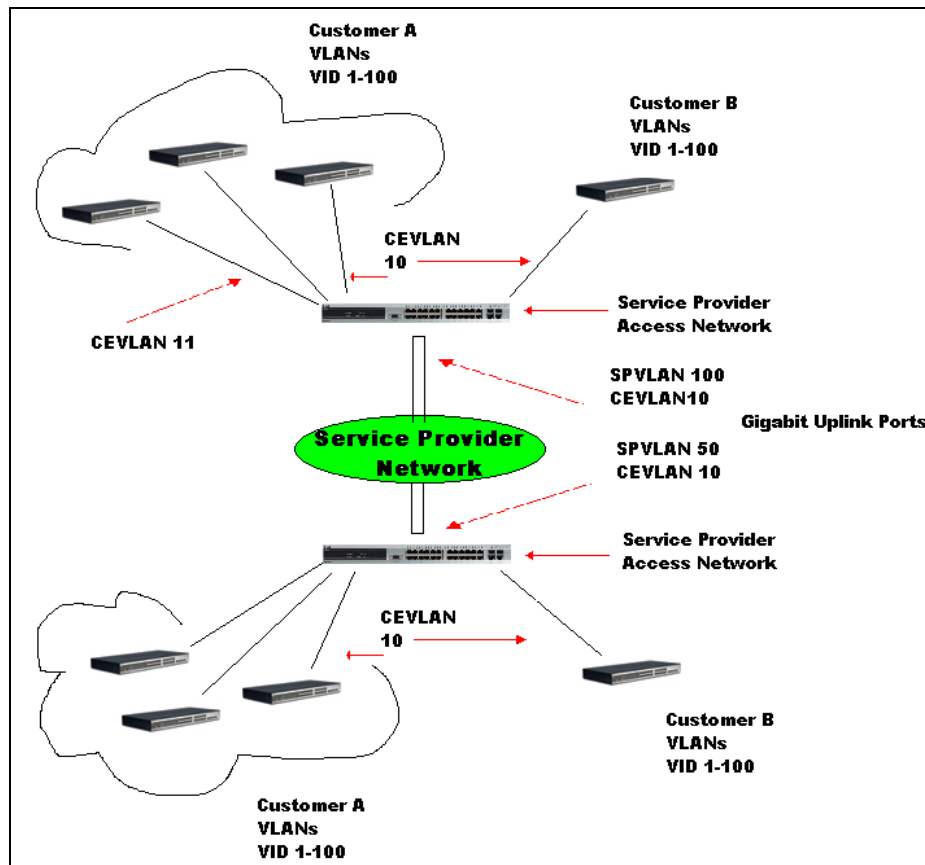 Customer A
VLANs
VID 1-100
Customer B
VLANs
VID 1-100
CEVLAN
10
CEVLAN 11
Service Provider
Access Network
SPVLAN 100
CEVLAN10
Gigabit Uplink Ports
Service Provider
Network
SPVLAN 50
CEVLAN 10
Service Provider
Access Network
CEVLAN
10
Customer B
VLANs
VID 1-100
Customer A
VLANs
VID 1-100